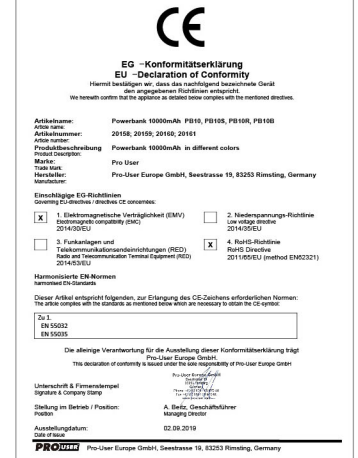 CE
EG -Konformitätserklärung
EU -Declaration of Conformity
Hiermit bestätigen wir, dass das nachfolgend bezeichnete Gerät
den angegebenen Richtlinien entspricht.
We herewith confirm that the appliance as detailed below complies with the mentioned directives.
Artikelname: Powerbank 10000mAh PB10, PB10S, PB10R, PB10B
Article name:
Artikelnummer: 20158; 20159; 20160; 20161
Article number:
Produktbeschreibung Powerbank 10000mAh in different colors
Product Description:
Marke: Pro User
Trade Mark:
Hersteller: Pro-User Europe GmbH, Seestrasse 19, 83253 Rimsting, Germany
Manufacturer:
Einschlägige EG-Richtlinien
Governing EU-directives / directives CE concernées:
X 1. Elektromagnetische Verträglichkeit (EMV) 2. Niederspannungs-Richtlinie
Electromagnetic compatibility (EMC) Low voltage directive
2014/30/EU 2014/35/EU
3. Funkanlagen und X 4. RoHS-Richtlinie
Telekommunikationsendeinrichtungen (RED) RoHS Directive
Radio and Telecommunication Terminal Equipment (RED) 2011/65/EU (method EN62321)
2014/53/EU
Harmonisierte EN-Normen
harmonised EN-Standards
Dieser Artikel entspricht folgenden, zur Erlangung des CE-Zeichens erforderlichen Normen:
The article complies with the standards as mentioned below which are necessary to obtain the CE-symbol:
Zu 1.
EN 55032
EN 55035
Die alleinige Verantwortung für die Ausstellung dieser Konformitätserklärung trägt
Pro-User Europe GmbH.
This declaration of conformity is issued under the sole responsibility of Pro-User Europe GmbH
Pro-User Europe GmbH
Unterschrift & Firmenstempel
Signature & Company Stamp
Stellung im Betrieb / Position: A. Beitz, Geschäftsführer
Position Managing Director
Ausstellungdatum: 02.09.2019
Date of issue
PRO USER Pro-User Europe GmbH, Seestrasse 19, 83253 Rimsting, Germany